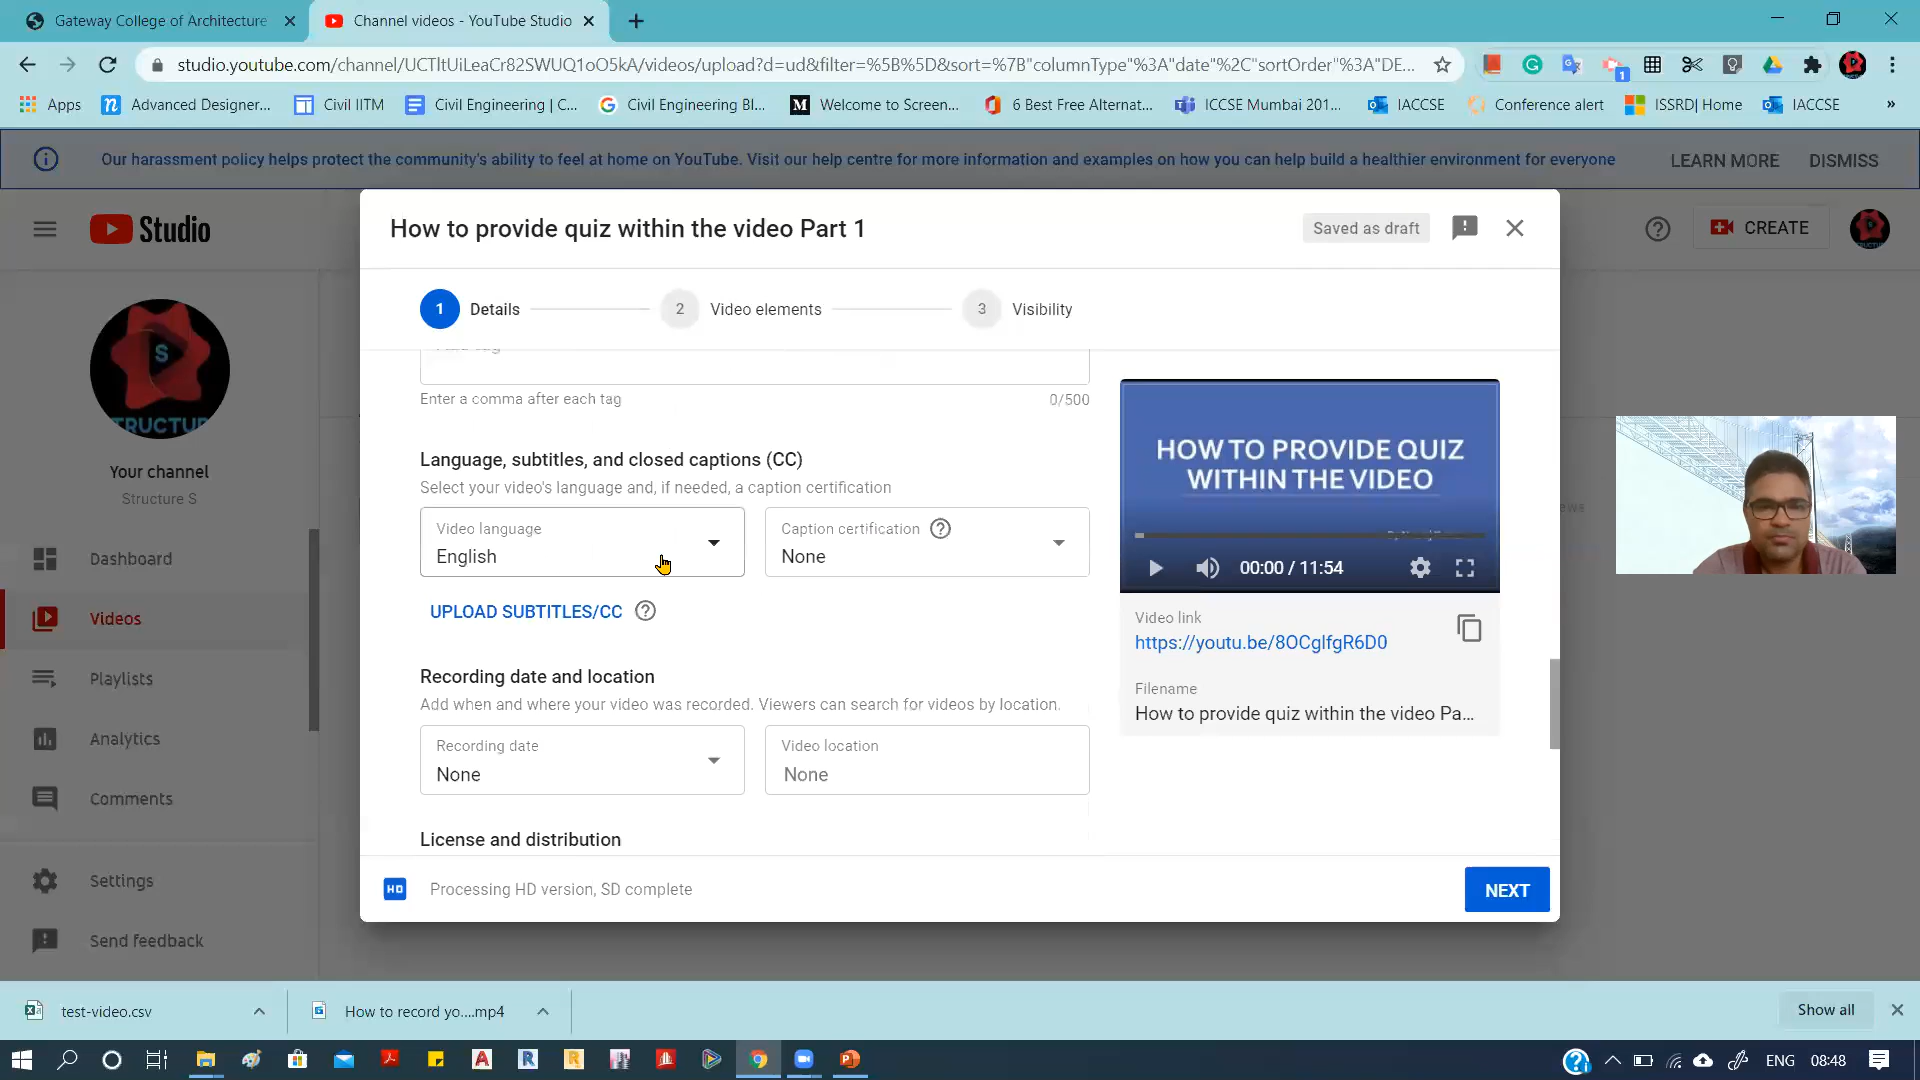 Gateway College of Architecture
Channel videos - YouTube Studio
studio.youtube.com/channel/UCTltUiLeaCr82SWUQ1oO5kA/videos/upload?d=ud&filter=%5B%5D&sort=%7B"columnType"%3A"date"%2C"sortOrder"%3A"DE...
1
Apps
Advanced Designer...
Civil IITM
Civil Engineering | C...
Civil Engineering Bl...
Welcome to Screen...
6 Best Free Alternat...
ICCSE Mumbai 201...
IACCSE
Conference alert
ISSRD| Home
IACCSE
»
Our harassment policy helps protect the community's ability to feel at home on YouTube. Visit our help centre for more information and examples on how you can help build a healthier environment for everyone
LEARN MORE
DISMISS
Studio
CREATE
How to provide quiz within the video Part 1
Saved as draft
1 Details
2 Video elements
3 Visibility
Enter a comma after each tag
0/500
Language, subtitles, and closed captions (CC)
Select your video's language and, if needed, a caption certification
Video language
English
Caption certification
None
UPLOAD SUBTITLES/CC
Recording date and location
Add when and where your video was recorded. Viewers can search for videos by location.
Recording date
None
Video location
None
License and distribution
HD
Processing HD version, SD complete
NEXT
HOW TO PROVIDE QUIZ
WITHIN THE VIDEO
00:00 / 11:54
Video link
https://youtu.be/8OCglfgR6D0
Filename
How to provide quiz within the video Pa...
S
Your channel
Structure S
Dashboard
Videos
Playlists
Analytics
Comments
Settings
Send feedback
test-video.csv
How to record yo....mp4
Show all
ENG
08:48